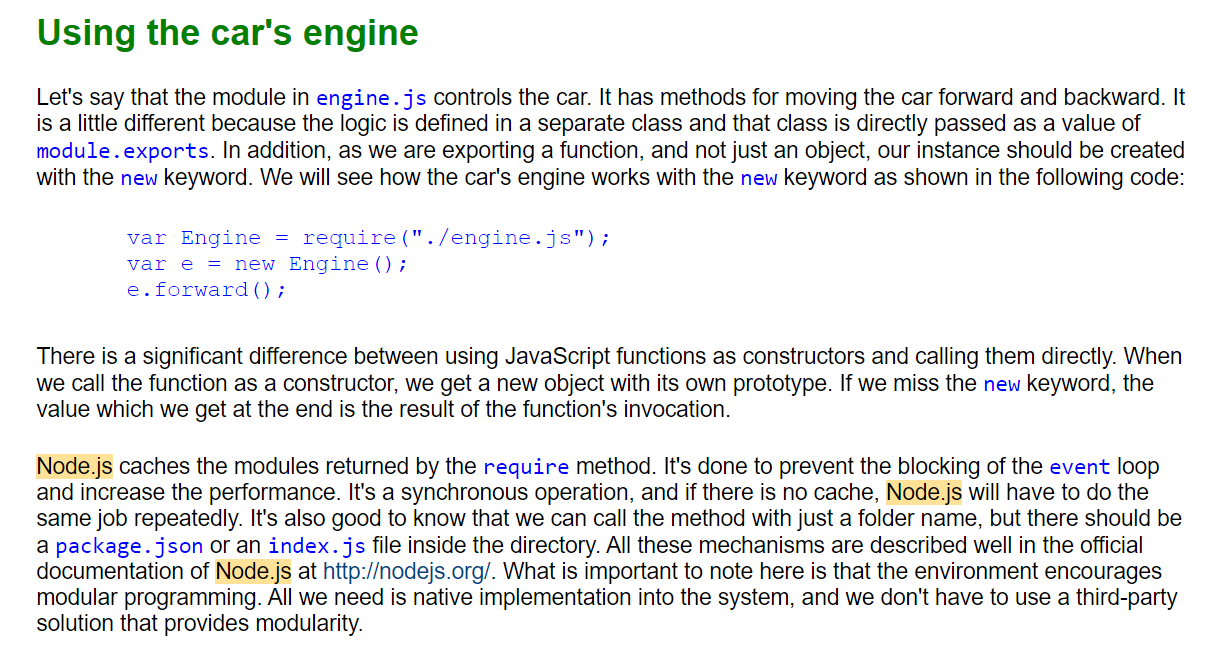 Using the car's engine
Let's say that the module in engine.js controls the car. It has methods for moving the car forward and backward. It
is a little different because the logic is defined in a separate class and that class is directly passed as a value of
module.exports. In addition, as we are exporting a function, and not just an object, our instance should be created
with the new keyword. We will see how the car's engine works with the new keyword as shown in the following code:
var Engine = require("./engine.js");
var e = new Engine();
e.forward();
There is a significant difference between using JavaScript functions as constructors and calling them directly. When
we call the function as a constructor, we get a new object with its own prototype. If we miss the new keyword, the
value which we get at the end is the result of the function's invocation.
Node.js caches the modules returned by the require method. It's done to prevent the blocking of the event loop
and increase the performance. It's a synchronous operation, and if there is no cache, Node.js will have to do the
same job repeatedly. It's also good to know that we can call the method with just a folder name, but there should be
a package.json or an index.js file inside the directory. All these mechanisms are described well in the official
documentation of Node.js at http://nodejs.org/. What is important to note here is that the environment encourages
modular programming. All we need is native implementation into the system, and we don't have to use a third-party
solution that provides modularity.